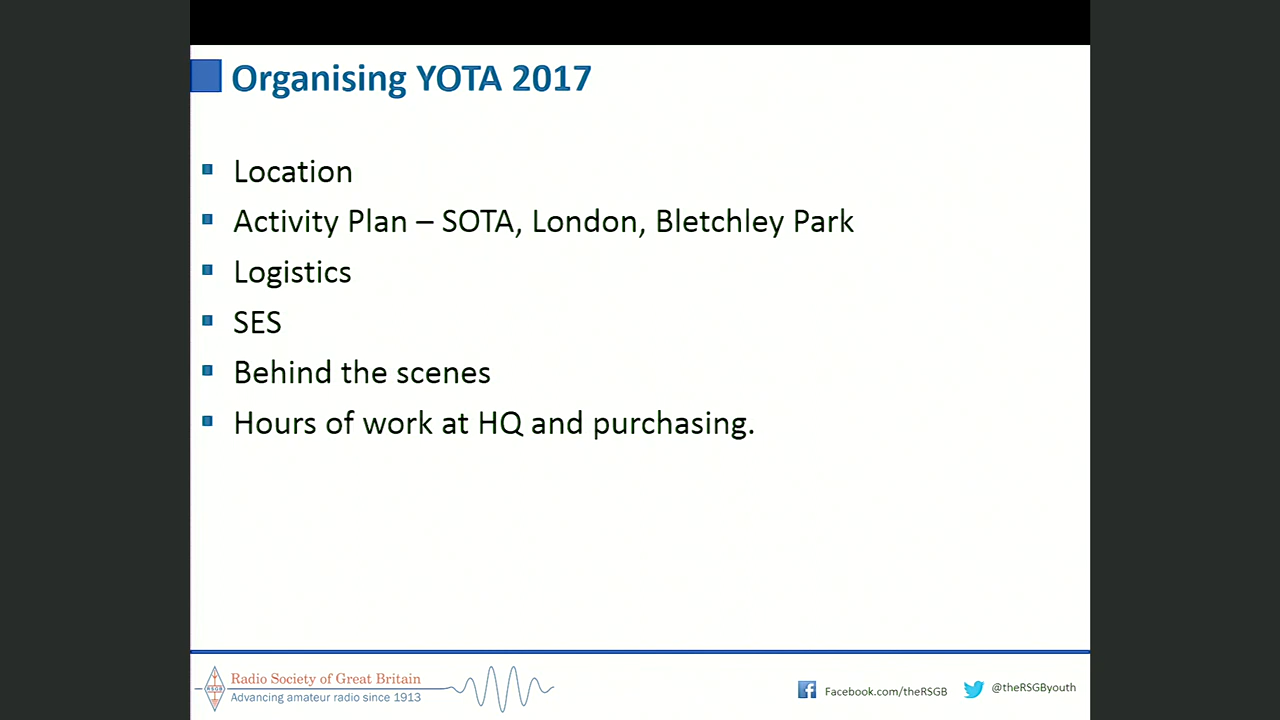 Organising YOTA 2017
Location
Activity Plan – SOTA, London, Bletchley Park
Logistics
SES
Behind the scenes
Hours of work at HQ and purchasing.
RSGB
Radio Society of Great Britain
Advancing amateur radio since 1913
Facebook.com/theRSGB
@theRSGByouth